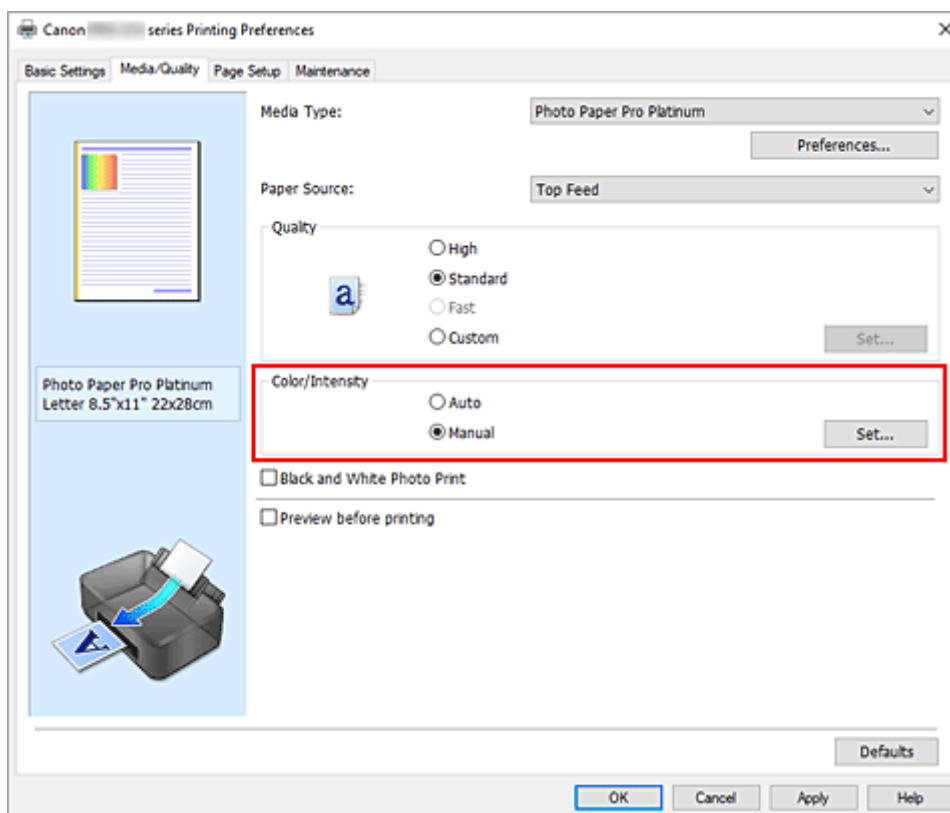 Canon series Printing Preferences
Basic Settings Media/Quality Page Setup Maintenance
Media Type: Photo Paper Pro Platinum
Preferences...
Paper Source: Top Feed
Quality
High
a
Standard
Fast
Custom Set...
Photo Paper Pro Platinum
Letter 8.5"x11" 22x28cm
Color/Intensity
Auto
Manual Set...
Black and White Photo Print
Preview before printing
A
Defaults
OK Cancel Apply Help